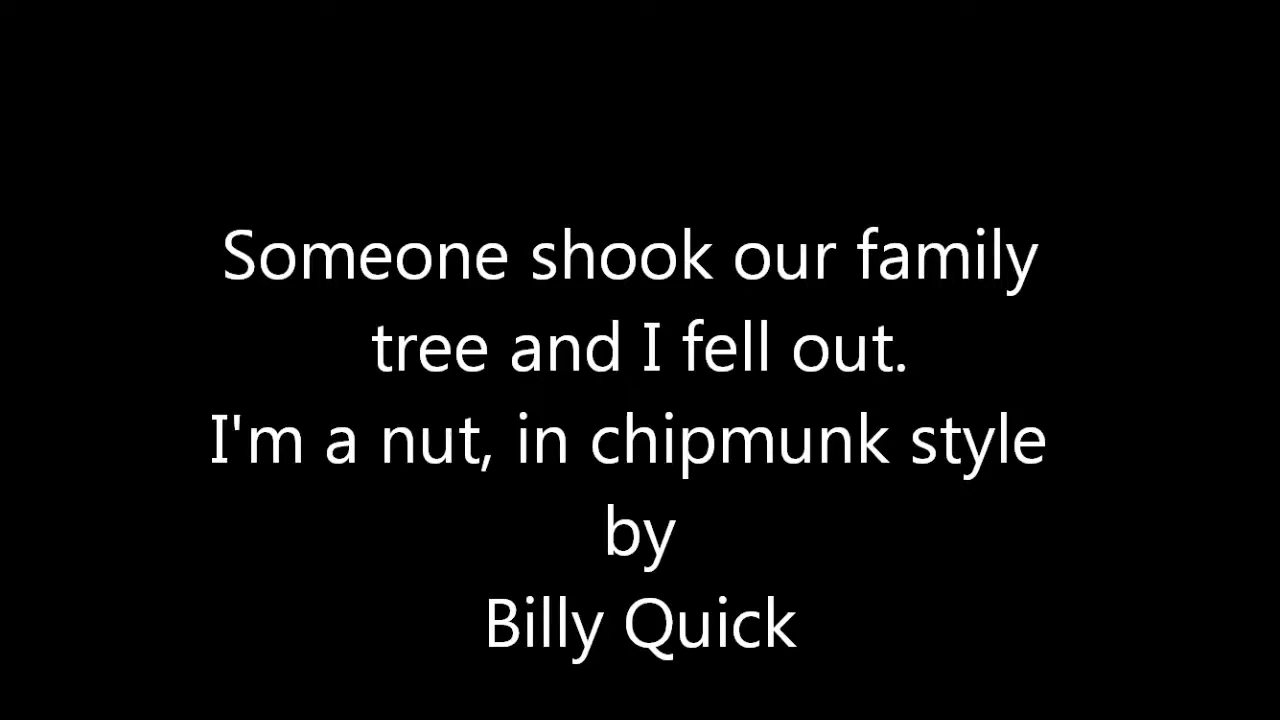 Someone shook our family
tree and I fell out.
I'm a nut, in chipmunk style
by
Billy Quick